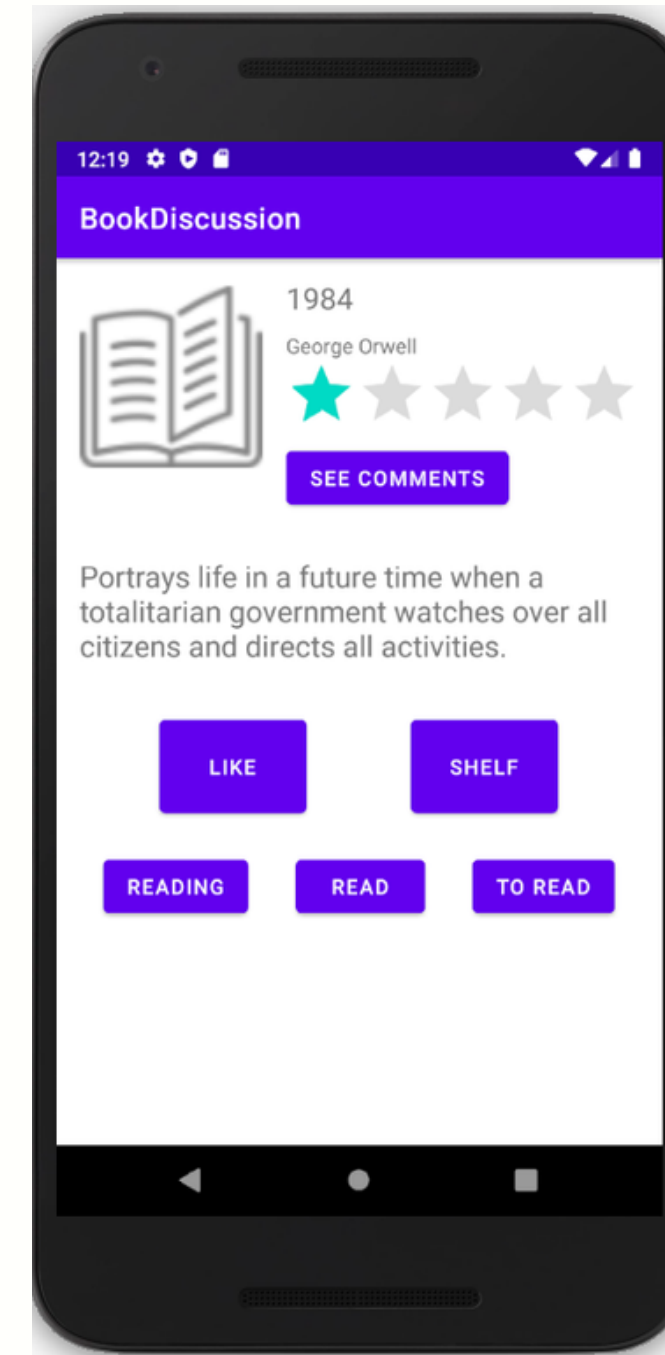 12:19
BookDiscussion
1984
George Orwell
SEE COMMENTS
Portrays life in a future time when a
totalitarian government watches over all
citizens and directs all activities.
LIKE SHELF
READING READ TO READ